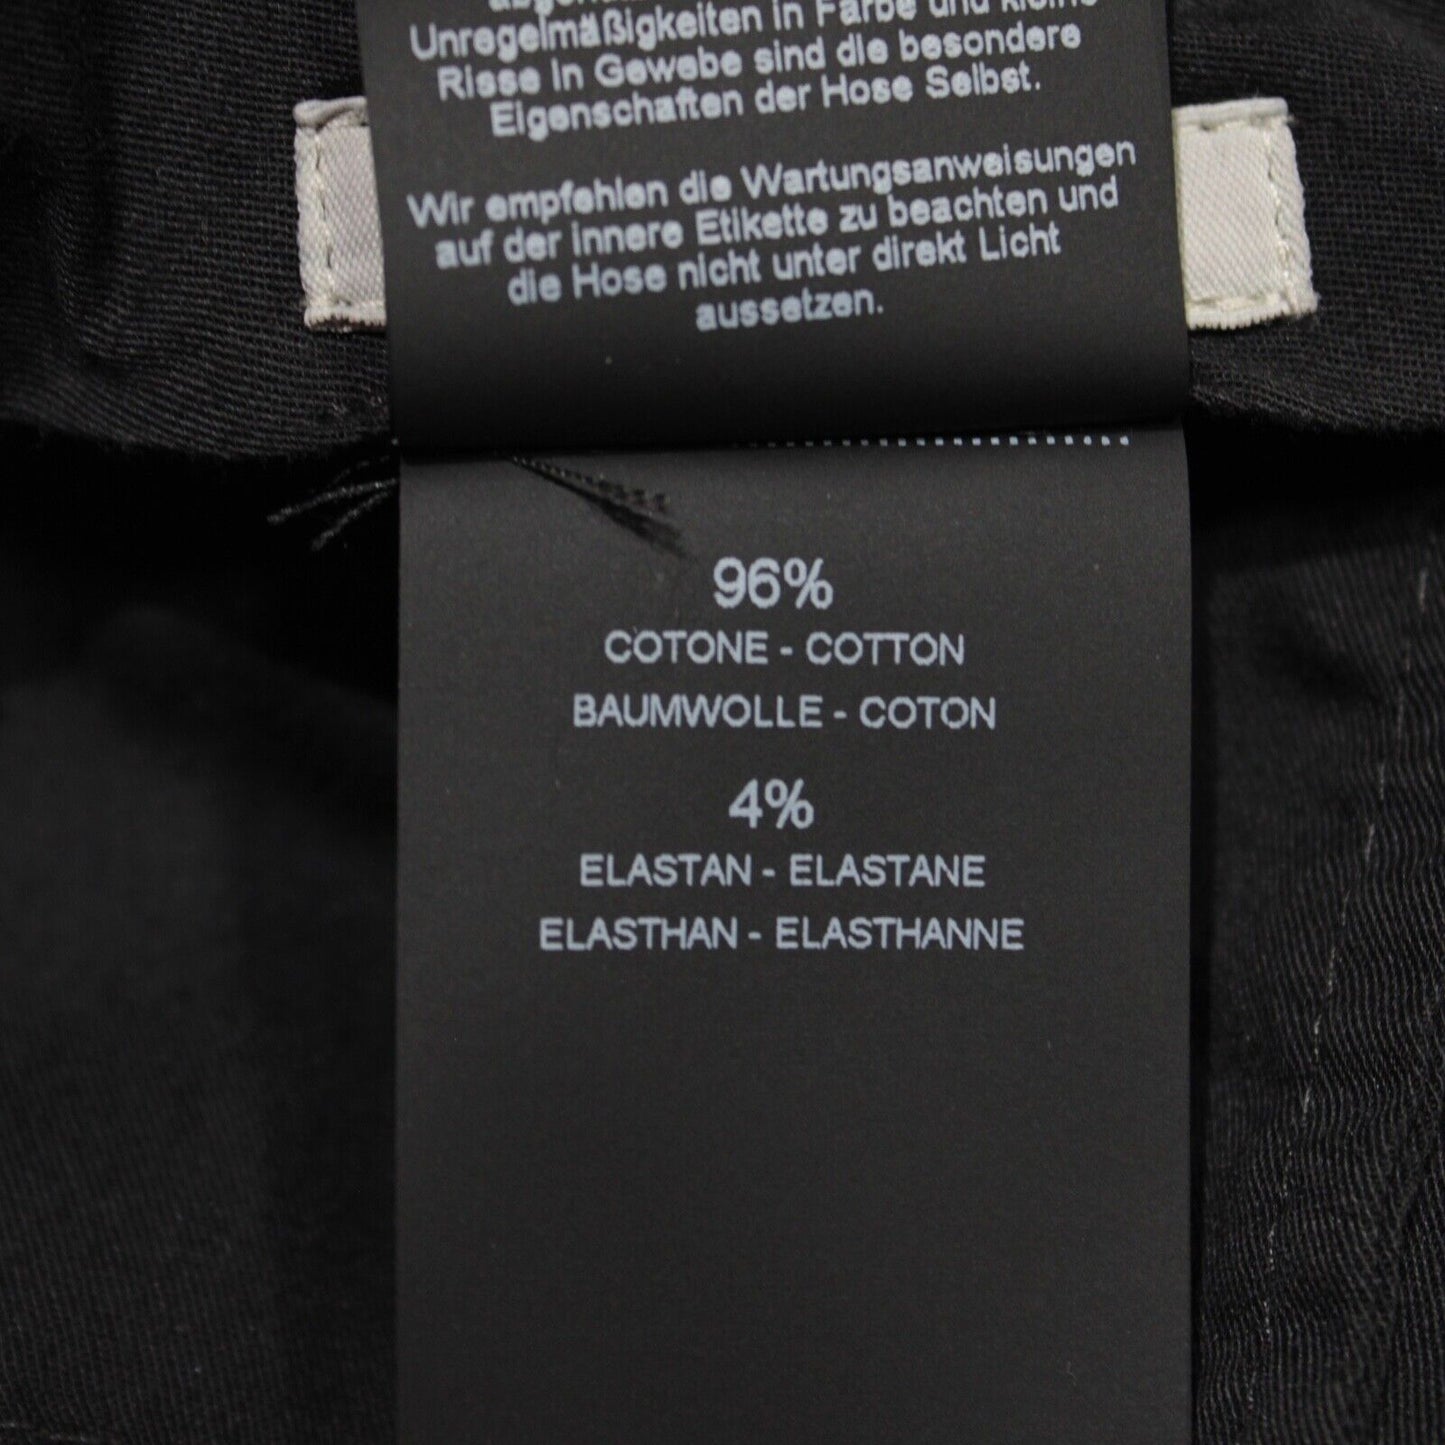 Unregelmäßigkeiten in Farbe und kleine
Risse in Gewebe sind die besondere
Eigenschaften der Hose Selbst.
Wir empfehlen die Wartungsanweisungen
auf der innere Etikette zu beachten und
die Hose nicht unter direkt Licht
aussetzen.
96%
COTONE - COTTON
BAUMWOLLE - COTON
4%
ELASTAN - ELASTANE
ELASTHAN - ELASTHANNE